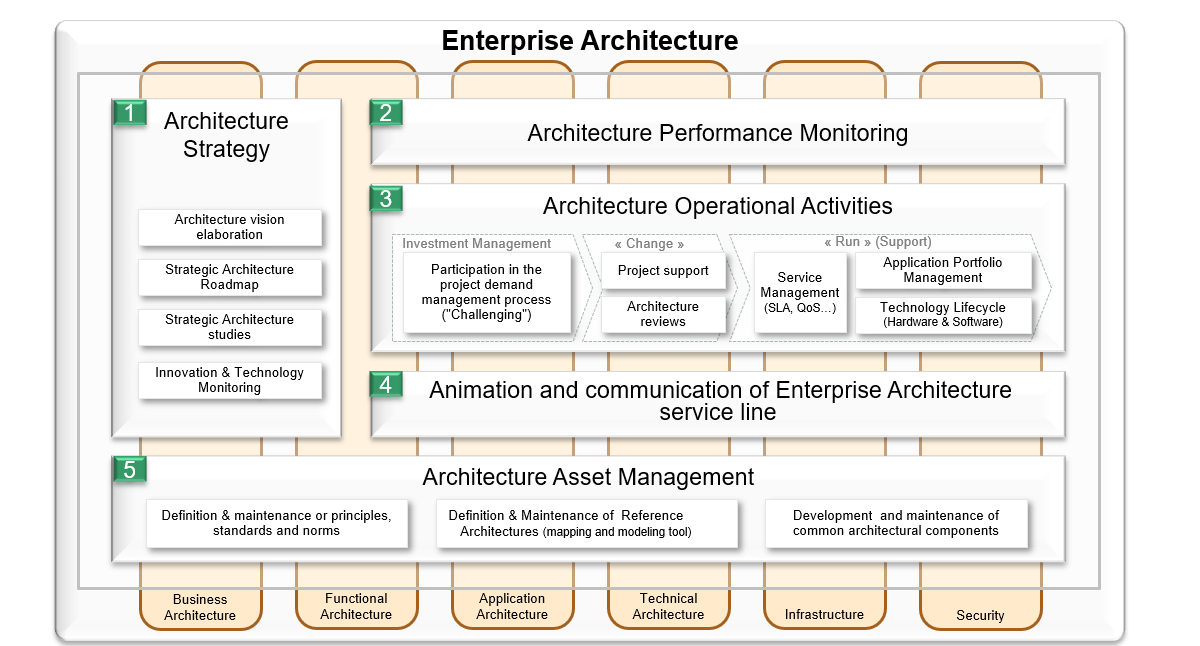 Enterprise Architecture
1
Architecture
Strategy
Architecture vision
elaboration
Strategic Architecture
Roadmap
Strategic Architecture
studies
Innovation & Technology
Monitoring
2
Architecture Performance Monitoring
3
Architecture Operational Activities
Investment Management
Participation in the
project demand
management process
("Challenging")
« Change »
Project support
Architecture
reviews
« Run » (Support)
Service
Management
(SLA, QoS...)
Application Portfolio
Management
Technology Lifecycle
(Hardware & Software)
4
Animation and communication of Enterprise Architecture
service line
5
Architecture Asset Management
Definition & maintenance or principles,
standards and norms
Definition & Maintenance of Reference
Architectures (mapping and modeling tool)
Development and maintenance of
common architectural components
Business
Architecture
Functional
Architecture
Application
Architecture
Technical
Architecture
Infrastructure
Security